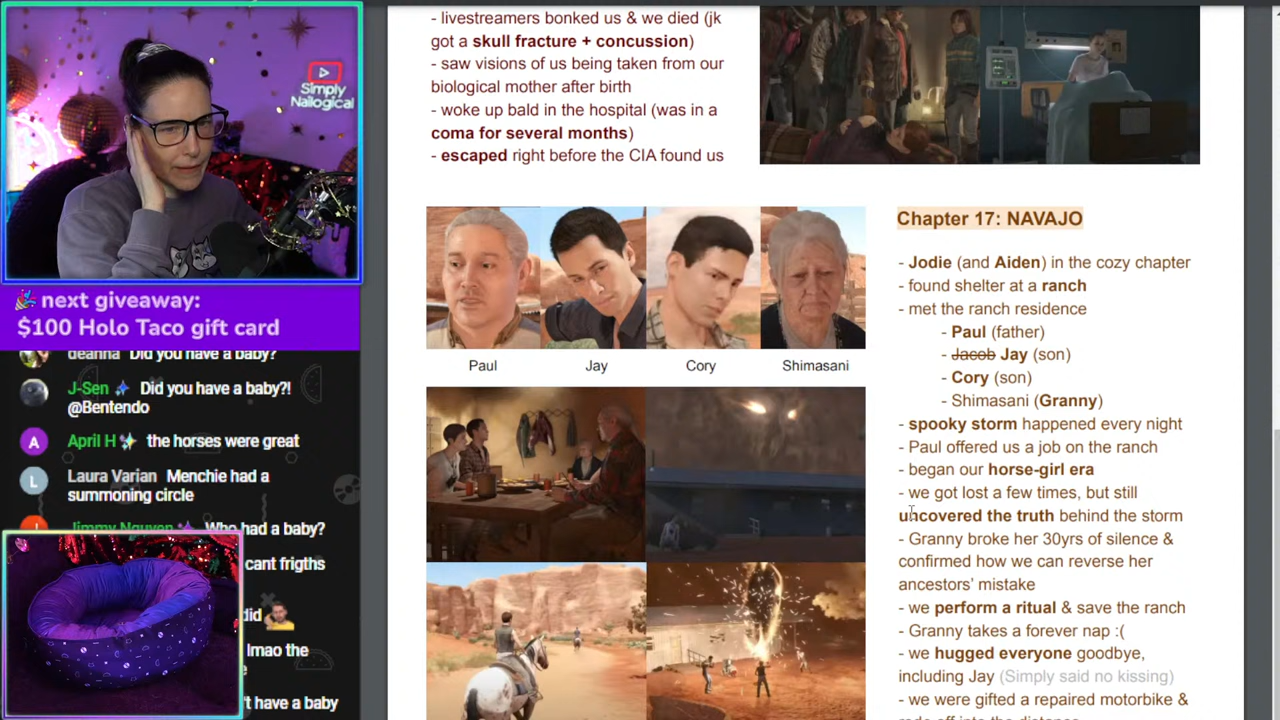 Simply
Nailogical
🎉 next giveaway:
$100 Holo Taco gift card
deanna Did you have a baby?
J-Sen Did you have a baby?!
@Bentendo
A
April H the horses were great
L
Laura Varian Menchie had a
summoning circle
Jimmy Nguyen Who had a baby?
cant frigths
did
lmao the
't have a baby
- livestreamers bonked us & we died (jk
got a skull fracture + concussion)
- saw visions of us being taken from our
biological mother after birth
- woke up bald in the hospital (was in a
coma for several months)
- escaped right before the CIA found us
Paul
Jay
Cory
Shimasani
Chapter 17: NAVAJO
- Jodie (and Aiden) in the cozy chapter
- found shelter at a ranch
- met the ranch residence
- Paul (father)
- Jacob Jay (son)
- Cory (son)
- Shimasani (Granny)
- spooky storm happened every night
- Paul offered us a job on the ranch
- began our horse-girl era
- we got lost a few times, but still
uncovered the truth behind the storm
- Granny broke her 30yrs of silence &
confirmed how we can reverse her
ancestors' mistake
- we perform a ritual & save the ranch
- Granny takes a forever nap :(
- we hugged everyone goodbye,
including Jay (Simply said no kissing)
- we were gifted a repaired motorbike &
rode off into the distance